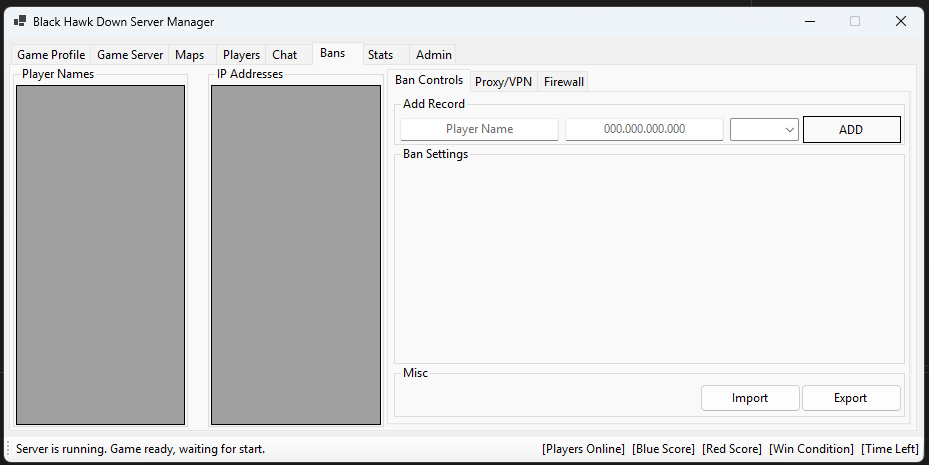 Black Hawk Down Server Manager
Game Profile Game Server Maps Players Chat Bans Stats Admin
Player Names IP Addresses
Ban Controls Proxy/VPN Firewall
Add Record
Player Name 000.000.000.000 ADD
Ban Settings
Misc
Import Export
Server is running. Game ready, waiting for start. [Players Online] [Blue Score] [Red Score] [Win Condition] [Time Left]